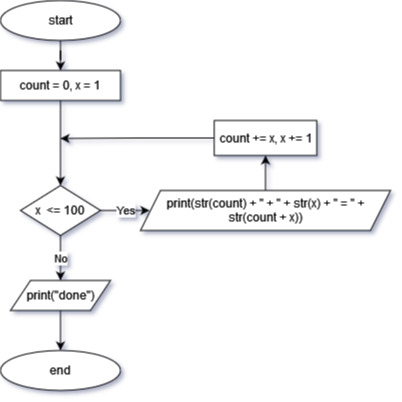 start
count = 0, x = 1
count += x, x += 1
x <= 100
Yes
print(str(count) + " + " + str(x) + " = " +
str(count + x))
No
print("done")
end